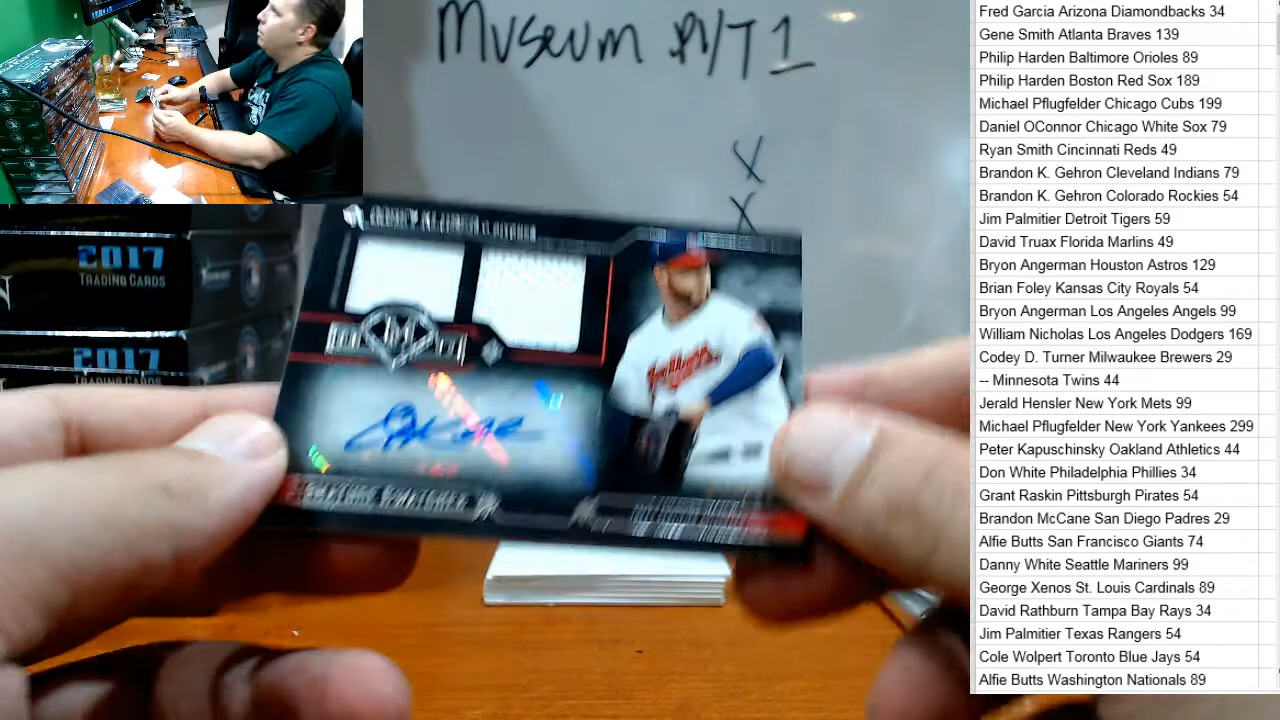 Museum P/T 1
X
X
2017
TRADING CARDS
2017
TRADING CARDS
Fred Garcia Arizona Diamondbacks 34
Gene Smith Atlanta Braves 139
Philip Harden Baltimore Orioles 89
Philip Harden Boston Red Sox 189
Michael Pflugfelder Chicago Cubs 199
Daniel OConnor Chicago White Sox 79
Ryan Smith Cincinnati Reds 49
Brandon K. Gehron Cleveland Indians 79
Brandon K. Gehron Colorado Rockies 54
Jim Palmitier Detroit Tigers 59
David Truax Florida Marlins 49
Bryon Angerman Houston Astros 129
Brian Foley Kansas City Royals 54
Bryon Angerman Los Angeles Angels 99
William Nicholas Los Angeles Dodgers 169
Codey D. Turner Milwaukee Brewers 29
-- Minnesota Twins 44
Jerald Hensler New York Mets 99
Michael Pflugfelder New York Yankees 299
Peter Kapuschinsky Oakland Athletics 44
Don White Philadelphia Phillies 34
Grant Raskin Pittsburgh Pirates 54
Brandon McCane San Diego Padres 29
Alfie Butts San Francisco Giants 74
Danny White Seattle Mariners 99
George Xenos St. Louis Cardinals 89
David Rathburn Tampa Bay Rays 34
Jim Palmitier Texas Rangers 54
Cole Wolpert Toronto Blue Jays 54
Alfie Butts Washington Nationals 89